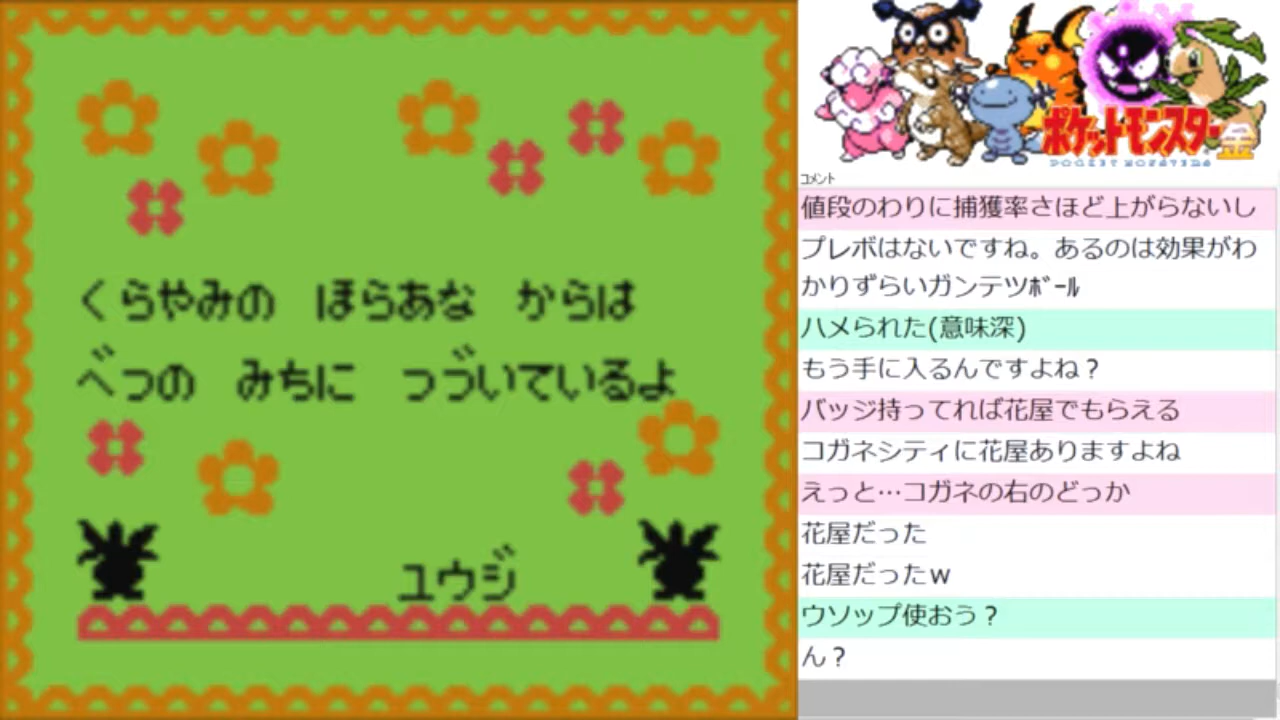 くらやみの ほらあな からは
べつの みちに つづいているよ
ユウジ
ポケットモンスター金
POCKET MONSTERS
コメント
値段のわりに捕獲率さほど上がらないし
プレボはないですね。あるのは効果がわ
かりずらいガンテツﾎﾞｰﾙ
ハメられた(意味深)
もう手に入るんですよね？
バッジ持ってれば花屋でもらえる
コガネシティに花屋ありますよね
えっと…コガネの右のどっか
花屋だった
花屋だったｗ
ウソップ使おう？
ん？